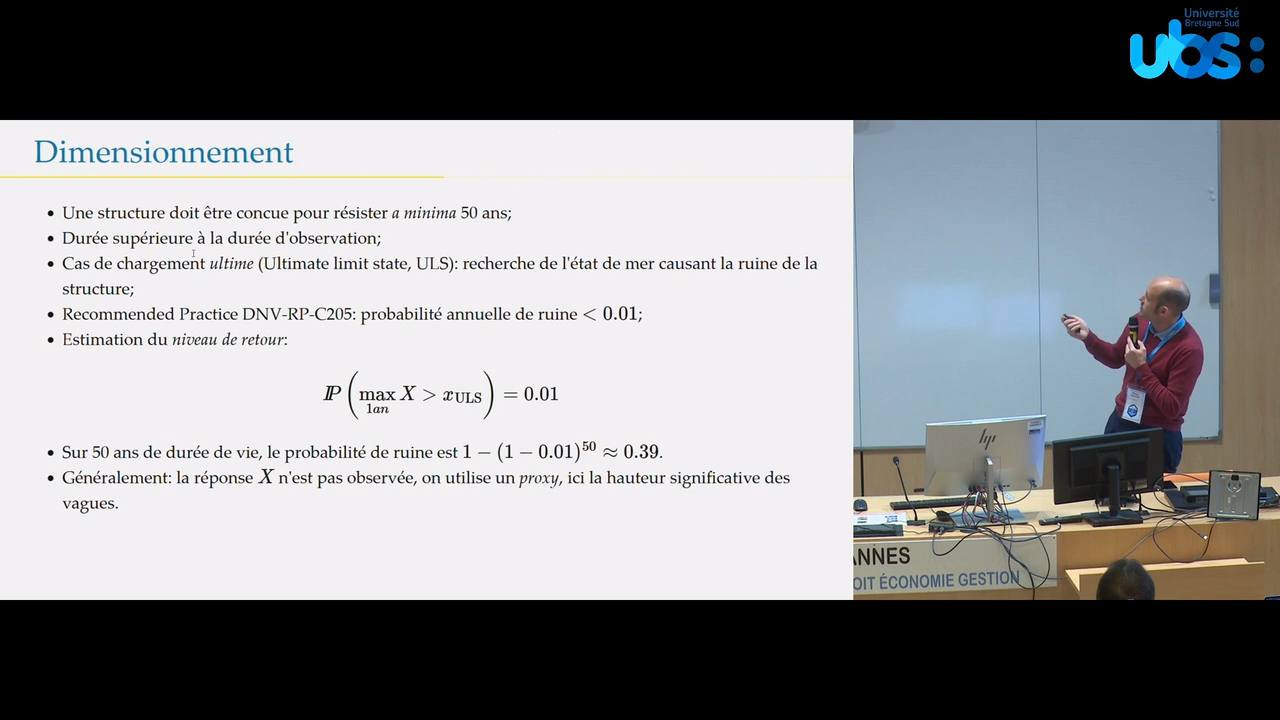 Université
Bretagne Sud
ubs:
Dimensionnement
• Une structure doit être concue pour résister a minima 50 ans;
• Durée supérieure à la durée d'observation;
• Cas de chargement ultime (Ultimate limit state, ULS): recherche de l'état de mer causant la ruine de la
structure;
• Recommended Practice DNV-RP-C205: probabilité annuelle de ruine < 0.01;
• Estimation du niveau de retour:
IP (max X > x_ULS) = 0.01
1an
• Sur 50 ans de durée de vie, le probabilité de ruine est 1 − (1 − 0.01)^50 ≈ 0.39.
• Généralement: la réponse X n'est pas observée, on utilise un proxy, ici la hauteur significative des
vagues.
hp
ANNES
OIT ÉCONOMIE GESTION